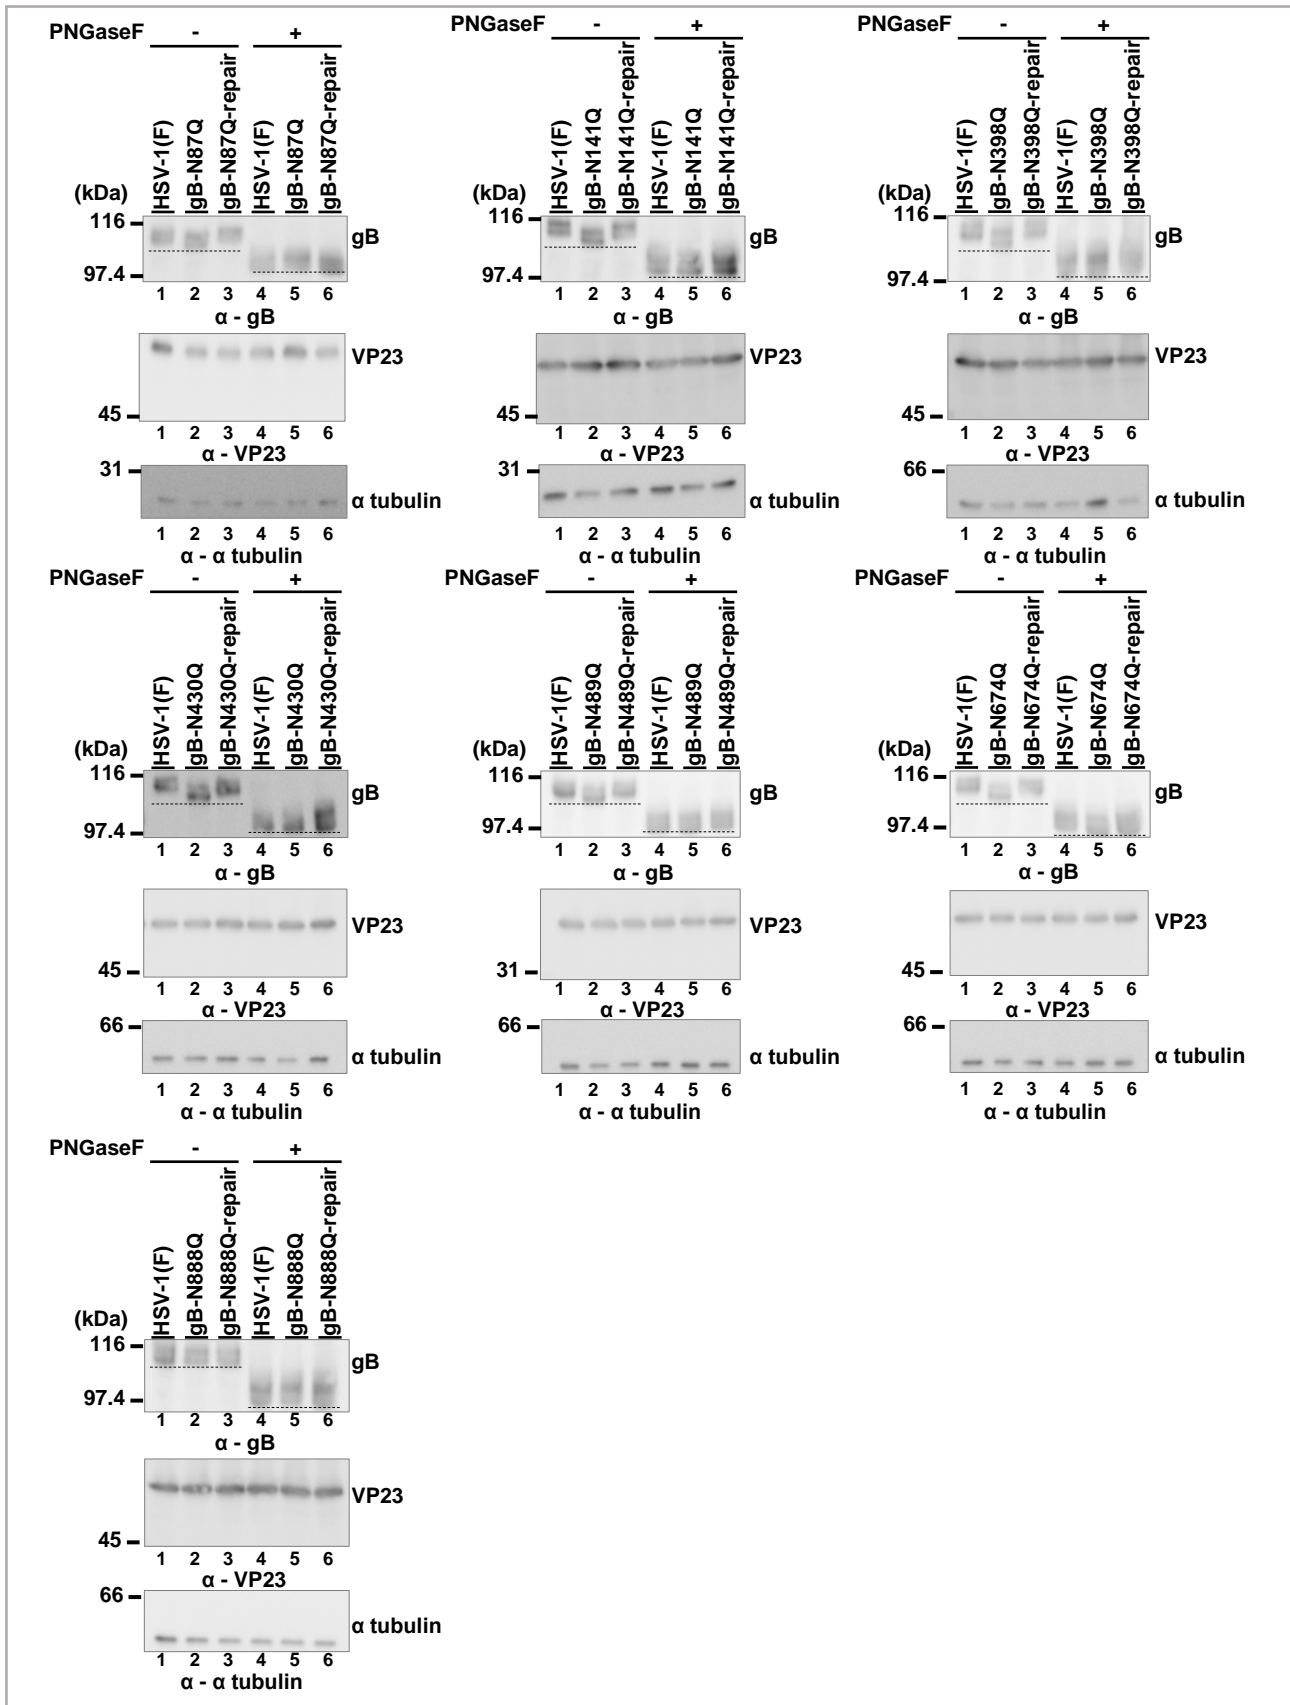 PNGaseF - +
HSV-1(F) gB-N87Q gB-N87Q-repair HSV-1(F) gB-N87Q gB-N87Q-repair
(kDa)
116
gB
97.4
1 2 3 4 5 6
α - gB
VP23
45
1 2 3 4 5 6
α - VP23
31
α tubulin
1 2 3 4 5 6
α - α tubulin
PNGaseF - +
HSV-1(F) gB-N141Q gB-N141Q-repair HSV-1(F) gB-N141Q gB-N141Q-repair
(kDa)
116
gB
97.4
1 2 3 4 5 6
α - gB
VP23
45
1 2 3 4 5 6
α - VP23
31
α tubulin
1 2 3 4 5 6
α - α tubulin
PNGaseF - +
HSV-1(F) gB-N398Q gB-N398Q-repair HSV-1(F) gB-N398Q gB-N398Q-repair
(kDa)
116
gB
97.4
1 2 3 4 5 6
α - gB
VP23
45
1 2 3 4 5 6
α - VP23
66
α tubulin
1 2 3 4 5 6
α - α tubulin
PNGaseF - +
HSV-1(F) gB-N430Q gB-N430Q-repair HSV-1(F) gB-N430Q gB-N430Q-repair
(kDa)
116
gB
97.4
1 2 3 4 5 6
α - gB
VP23
45
1 2 3 4 5 6
α - VP23
66
α tubulin
1 2 3 4 5 6
α - α tubulin
PNGaseF - +
HSV-1(F) gB-N489Q gB-N489Q-repair HSV-1(F) gB-N489Q gB-N489Q-repair
(kDa)
116
gB
97.4
1 2 3 4 5 6
α - gB
VP23
31
1 2 3 4 5 6
α - VP23
66
α tubulin
1 2 3 4 5 6
α - α tubulin
PNGaseF - +
HSV-1(F) gB-N674Q gB-N674Q-repair HSV-1(F) gB-N674Q gB-N674Q-repair
(kDa)
116
gB
97.4
1 2 3 4 5 6
α - gB
VP23
45
1 2 3 4 5 6
α - VP23
66
α tubulin
1 2 3 4 5 6
α - α tubulin
PNGaseF - +
HSV-1(F) gB-N888Q gB-N888Q-repair HSV-1(F) gB-N888Q gB-N888Q-repair
(kDa)
116
gB
97.4
1 2 3 4 5 6
α - gB
VP23
45
1 2 3 4 5 6
α - VP23
66
α tubulin
1 2 3 4 5 6
α - α tubulin